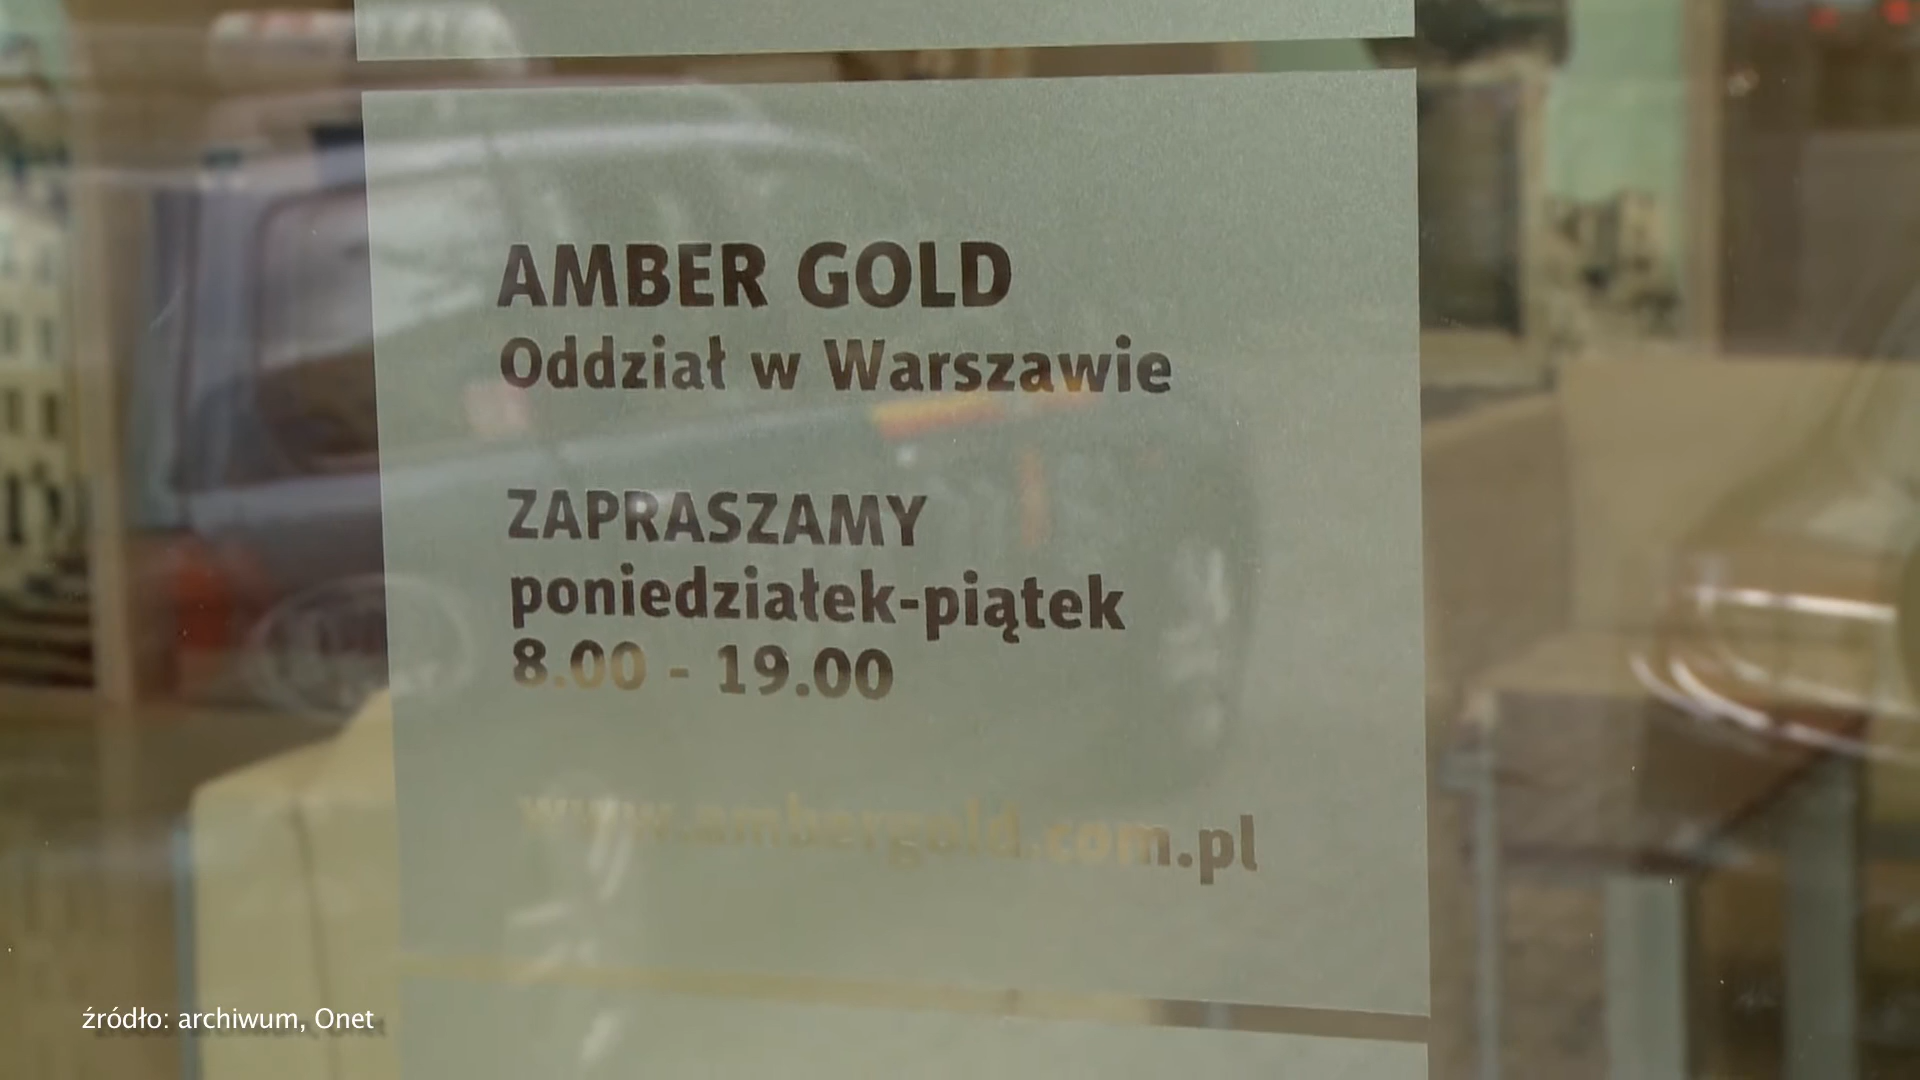 AMBER GOLD
Oddział w Warszawie
ZAPRASZAMY
poniedziałek-piątek
8.00 - 19.00
www.ambergold.com.pl
źródło: archiwum, Onet